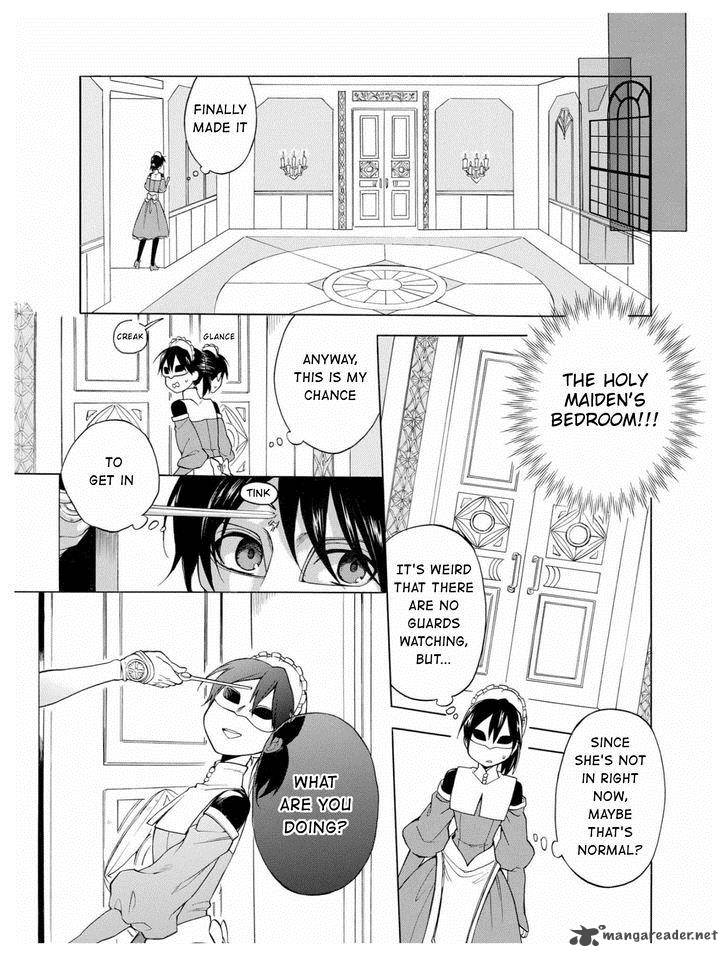 FINALLY
MADE IT
THE HOLY
MAIDEN'S
BEDROOM!!!
IT'S WEIRD
THAT THERE
ARE NO
GUARDS
WATCHING,
BUT...
SINCE
SHE'S NOT
IN RIGHT
NOW,
MAYBE
THAT'S
NORMAL?
ANYWAY,
THIS IS MY
CHANCE
GLANCE
CREAK
TO
GET IN
TINK
WHAT
ARE YOU
DOING?
mangareader.net